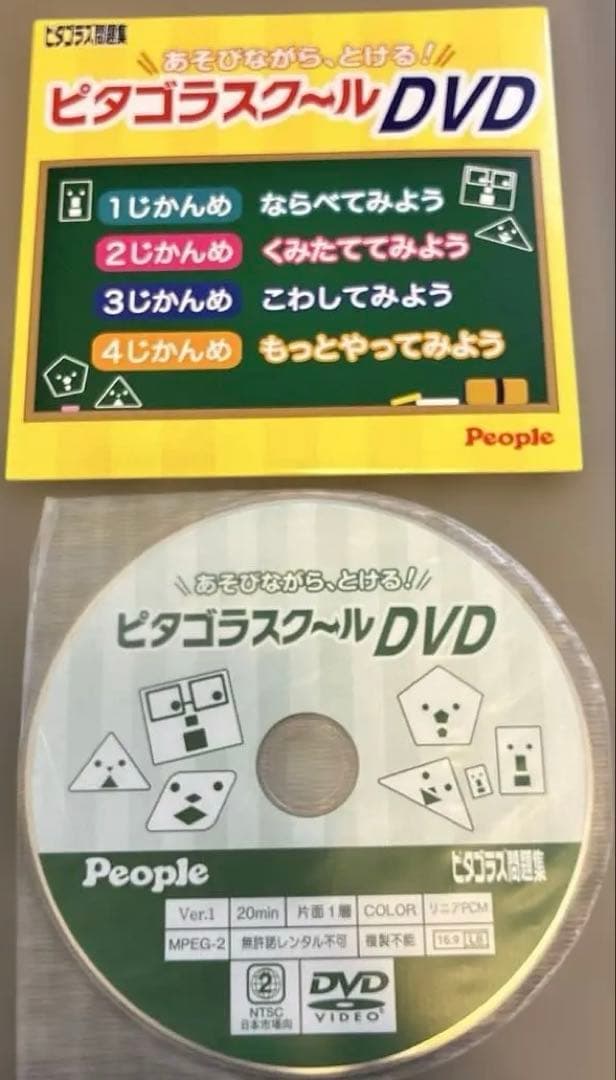 ピタゴラス問題集
あそびながら、とける!
ピタゴラスク〜ル DVD
1じかんめ ならべてみよう
2じかんめ くみたててみよう
3じかんめ こわしてみよう
4じかんめ もっとやってみよう
People
あそびながら、とける!
ピタゴラスク〜ル DVD
People ピタゴラス問題集
Ver.1 20min 片面1層 COLOR リニアPCM
MPEG-2 無許諾レンタル不可 複製不能 16:9 LB
2
NTSC
日本市場向
DVD
VIDEO